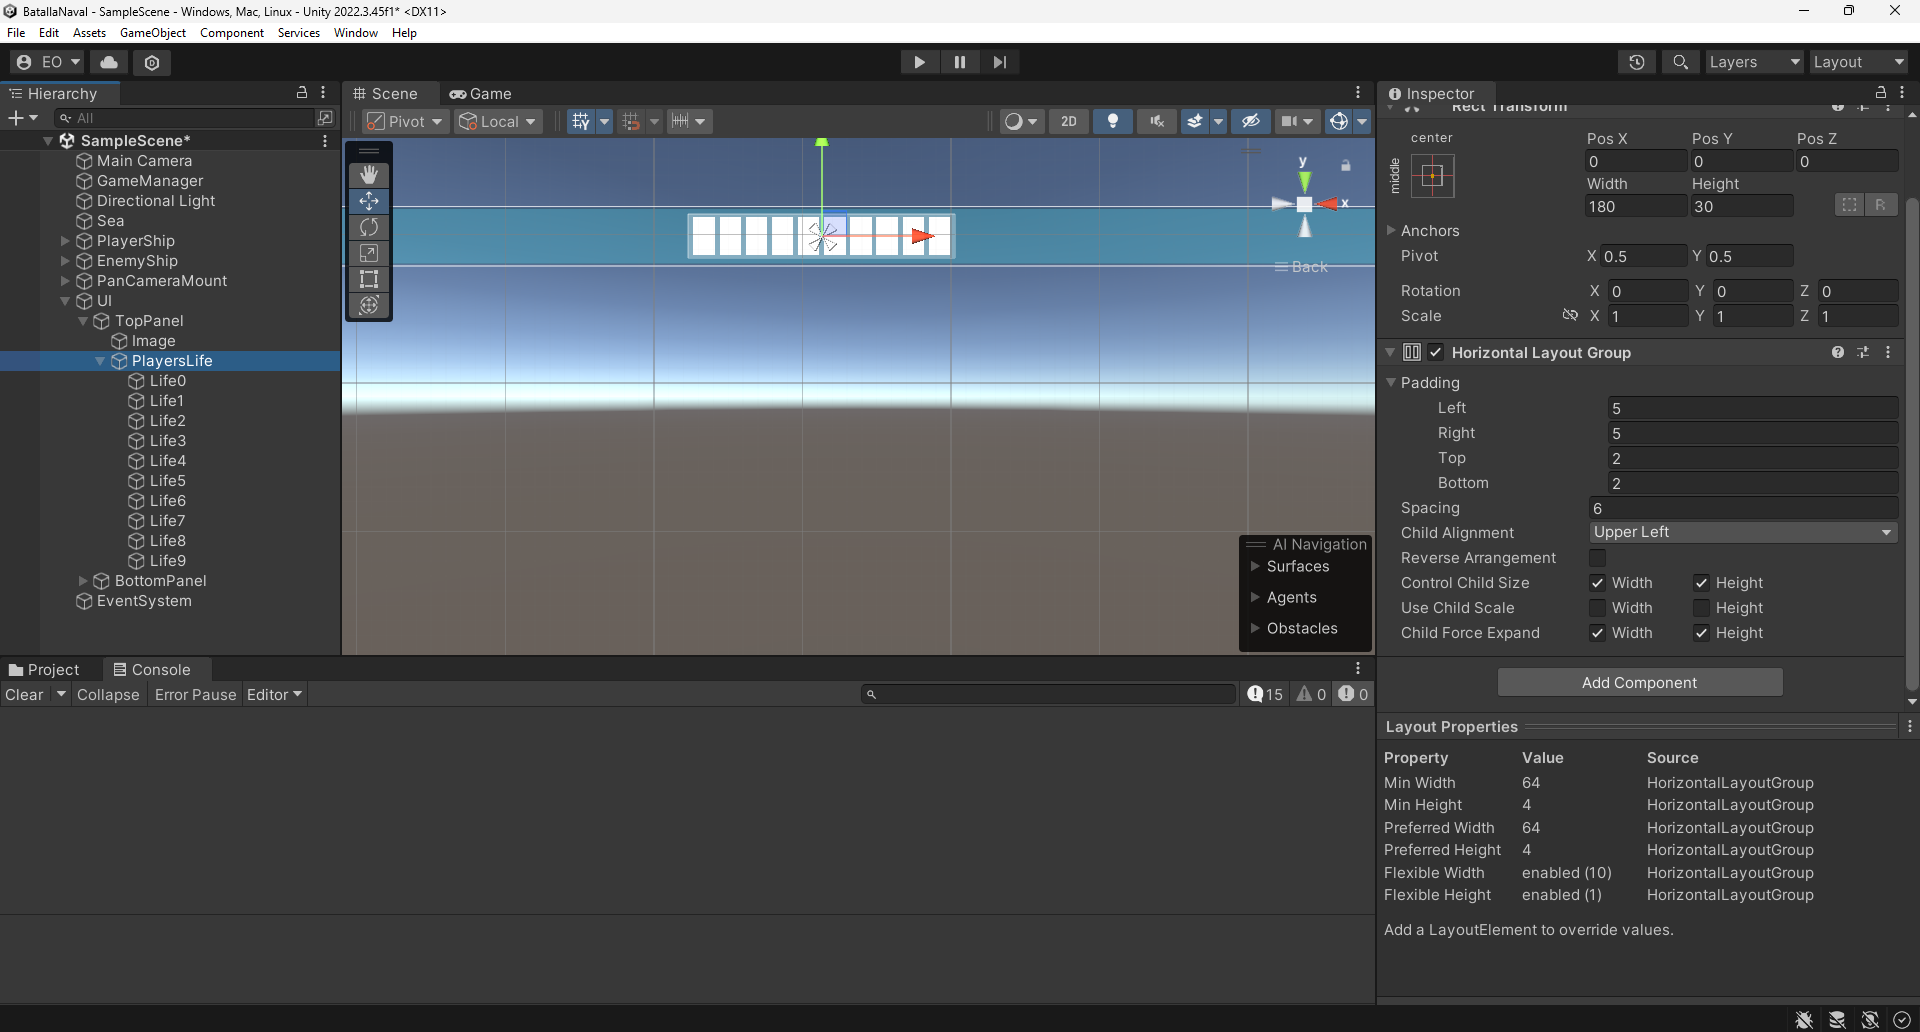 BatallaNaval - SampleScene - Windows, Mac, Linux - Unity 2022.3.45f1* <DX11>
File Edit Assets GameObject Component Services Window Help
EO Layers Layout
Hierarchy
All
SampleScene*
Main Camera
GameManager
Directional Light
Sea
PlayerShip
EnemyShip
PanCameraMount
UI
TopPanel
Image
PlayersLife
Life0
Life1
Life2
Life3
Life4
Life5
Life6
Life7
Life8
Life9
BottomPanel
EventSystem
Scene Game
Pivot Local 2D
y
x
Back
AI Navigation
Surfaces
Agents
Obstacles
Project Console
Clear Collapse Error Pause Editor 15 0 0
Inspector
Rect Transform
center Pos X Pos Y Pos Z
middle 0 0 0
Width Height
180 30 R
Anchors
Pivot X 0.5 Y 0.5
Rotation X 0 Y 0 Z 0
Scale X 1 Y 1 Z 1
Horizontal Layout Group
Padding
Left 5
Right 5
Top 2
Bottom 2
Spacing 6
Child Alignment Upper Left
Reverse Arrangement
Control Child Size Width Height
Use Child Scale Width Height
Child Force Expand Width Height
Add Component
Layout Properties
Property Value Source
Min Width 64 HorizontalLayoutGroup
Min Height 4 HorizontalLayoutGroup
Preferred Width 64 HorizontalLayoutGroup
Preferred Height 4 HorizontalLayoutGroup
Flexible Width enabled (10) HorizontalLayoutGroup
Flexible Height enabled (1) HorizontalLayoutGroup
Add a LayoutElement to override values.